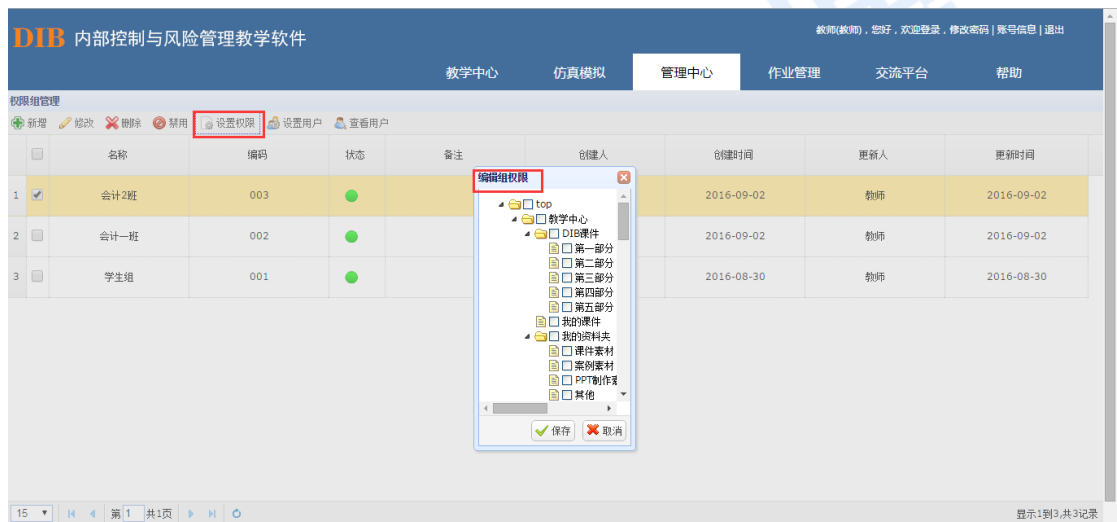 DIB 内部控制与风险管理教学软件
教师(教师)，您好，欢迎登录，修改密码 | 账号信息 | 退出
教学中心 仿真模拟 管理中心 作业管理 交流平台 帮助
权限组管理
新增 修改 删除 禁用 设置权限 设置用户 查看用户
名称 编码 状态 备注 创建人 创建时间 更新人 更新时间
1 会计2班 003 2016-09-02 教师 2016-09-02
2 会计一班 002 2016-09-02 教师 2016-09-02
3 学生组 001 2016-08-30 教师 2016-08-30
编辑组权限
top
教学中心
DIB课件
第一部分
第二部分
第三部分
第四部分
第五部分
我的课件
我的资料夹
课件素材
案例素材
PPT制作
其他
保存 取消
15 第 1 共1页 显示1到3,共3记录